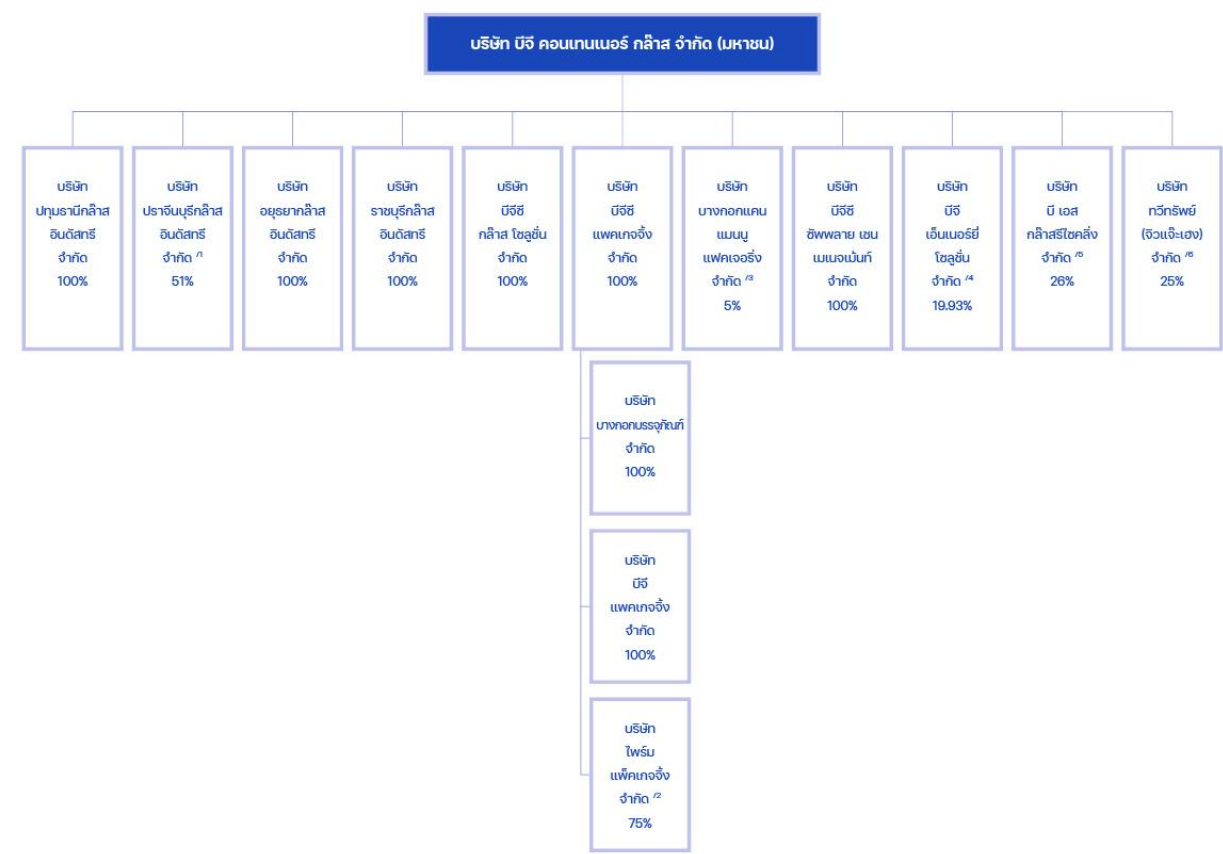 บริษัท บีจี คอนเทนเนอร์ กล๊าส จำกัด (มหาชน)
บริษัท
ปทุมธานีกล๊าส
อินดัสทรี
จำกัด
100%
บริษัท
ปราจีนบุรีกล๊าส
อินดัสทรี
จำกัด /1
51%
บริษัท
อยุธยากล๊าส
อินดัสทรี
จำกัด
100%
บริษัท
ราชบุรีกล๊าส
อินดัสทรี
จำกัด
100%
บริษัท
บีจีซี
กล๊าส โซลูชั่น
จำกัด
100%
บริษัท
บีจีซี
แพคเกจจิ้ง
จำกัด
100%
บริษัท
บางกอกแคน
แมนนู
แฟคเจอริ่ง
จำกัด /3
5%
บริษัท
บีจีซี
ซัพพลาย เชน
เมเนจเม้นท์
จำกัด
100%
บริษัท
บีจี
เอ็นเนอร์ยี่
โซลูชั่น
จำกัด /4
19.93%
บริษัท
บี เอส
กล๊าสรีไซคลิ่ง
จำกัด /5
26%
บริษัท
ทวีทรัพย์
(จิวแจ๊ะเฮง)
จำกัด /6
25%
บริษัท
บางกอกบรรจุภัณฑ์
จำกัด
100%
บริษัท
บีจี
แพคเกจจิ้ง
จำกัด
100%
บริษัท
ไพร์ม
แพ็คเกจจิ้ง
จำกัด /2
75%